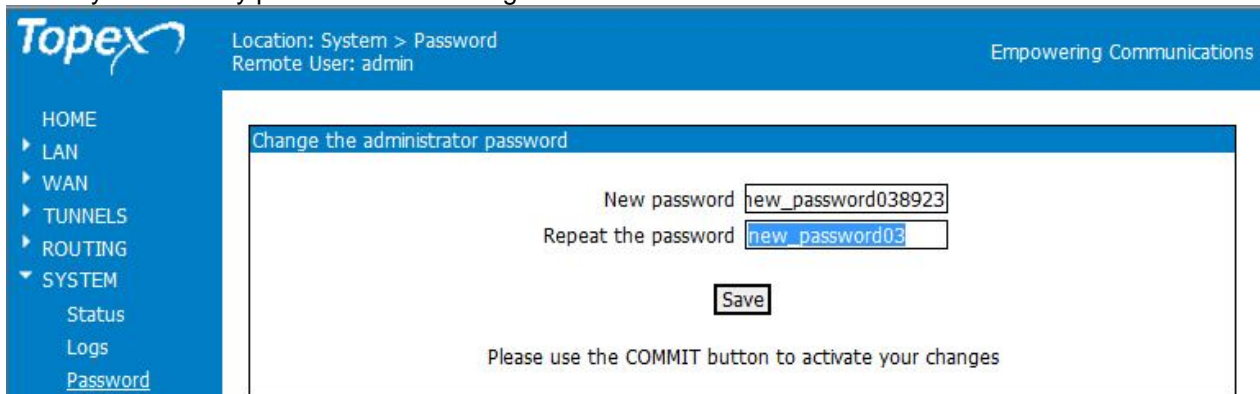 Topex
Location: System > Password
Remote User: admin
Empowering Communications
HOME
LAN
WAN
TUNNELS
ROUTING
SYSTEM
Status
Logs
Password
Change the administrator password
New password new_password038923
Repeat the password new_password03
Save
Please use the COMMIT button to activate your changes